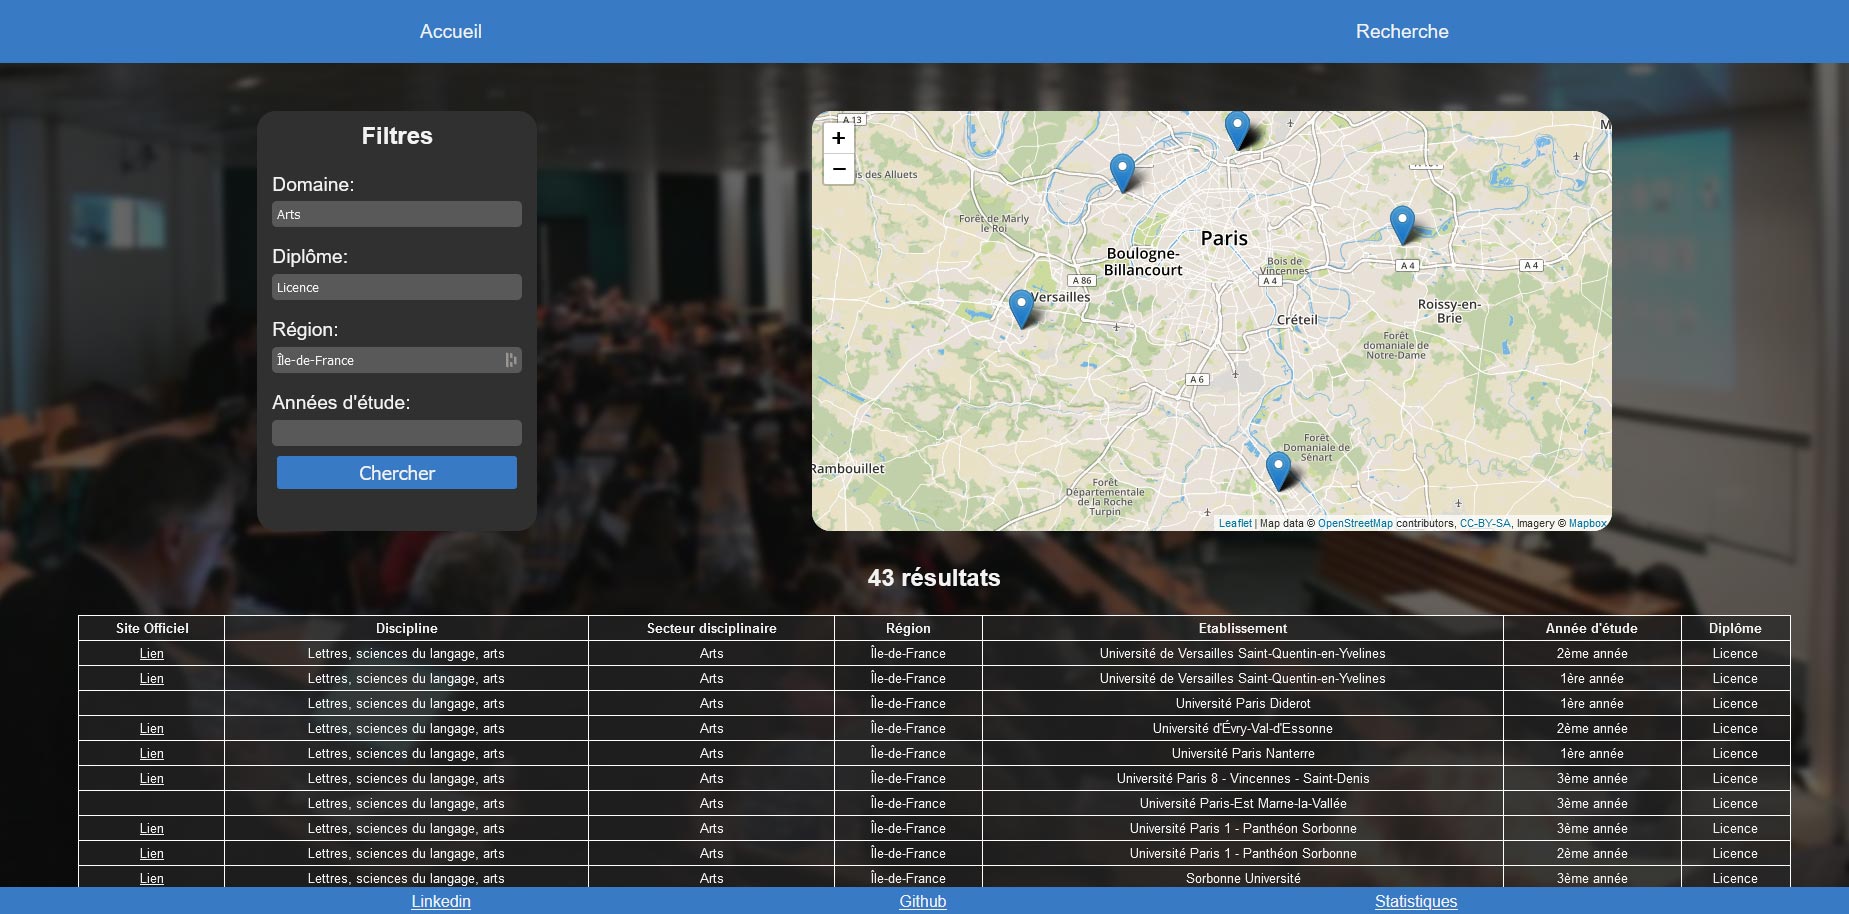 Accueil
Recherche
Filtres
Domaine:
Arts
Diplôme:
Licence
Région:
Île-de-France
Années d'étude:
Chercher
+
−
A 13
is des Alluets
Forêt de Marly
le Roi
Paris
Boulogne-
Billancourt
Bois de
Vincennes
A 86
A 4
A 4
A 4
Versailles
Créteil
Roissy-en-
Brie
Forêt
domaniale de
Notre-Dame
A 6
Forêt
Domaniale de
Sénart
Rambouillet
Forêt
Départementale
de la Roche
Turpin
Leaflet | Map data © OpenStreetMap contributors, CC-BY-SA, Imagery © Mapbox
43 résultats
Site Officiel Discipline Secteur disciplinaire Région Etablissement Année d'étude Diplôme
Lien Lettres, sciences du langage, arts Arts Île-de-France Université de Versailles Saint-Quentin-en-Yvelines 2ème année Licence
Lien Lettres, sciences du langage, arts Arts Île-de-France Université de Versailles Saint-Quentin-en-Yvelines 1ère année Licence
Lettres, sciences du langage, arts Arts Île-de-France Université Paris Diderot 1ère année Licence
Lien Lettres, sciences du langage, arts Arts Île-de-France Université d'Évry-Val-d'Essonne 2ème année Licence
Lien Lettres, sciences du langage, arts Arts Île-de-France Université Paris Nanterre 1ère année Licence
Lien Lettres, sciences du langage, arts Arts Île-de-France Université Paris 8 - Vincennes - Saint-Denis 3ème année Licence
Lettres, sciences du langage, arts Arts Île-de-France Université Paris-Est Marne-la-Vallée 3ème année Licence
Lien Lettres, sciences du langage, arts Arts Île-de-France Université Paris 1 - Panthéon Sorbonne 3ème année Licence
Lien Lettres, sciences du langage, arts Arts Île-de-France Université Paris 1 - Panthéon Sorbonne 2ème année Licence
Lien Lettres, sciences du langage, arts Arts Île-de-France Sorbonne Université 3ème année Licence
Linkedin
Github
Statistiques